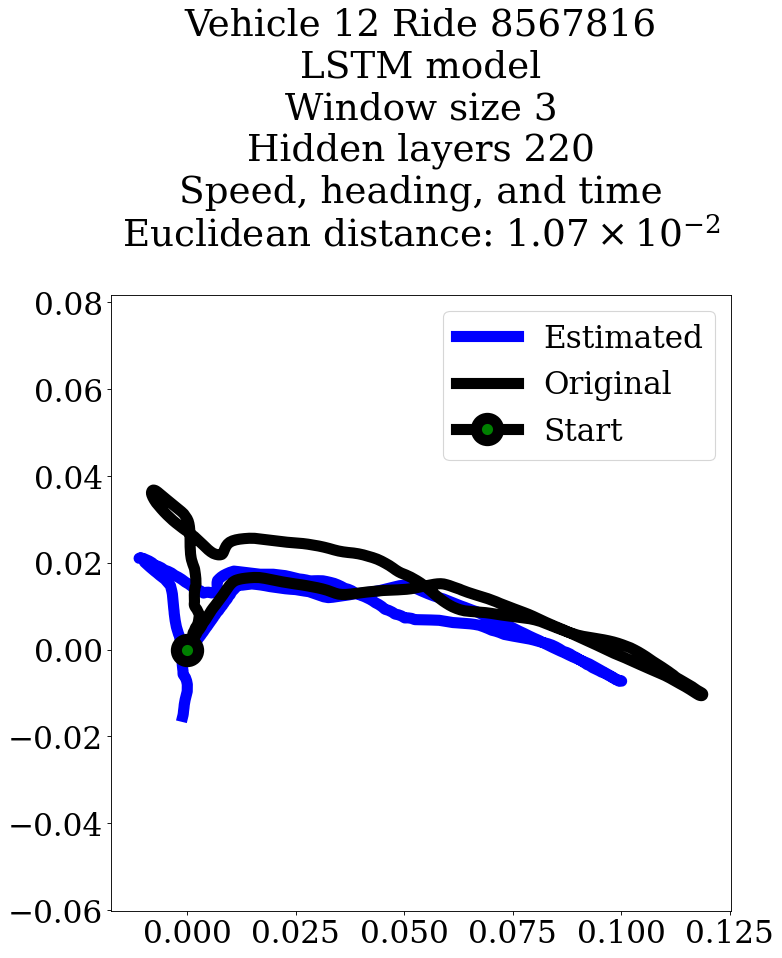 Vehicle 12 Ride 8567816
LSTM model
Window size 3
Hidden layers 220
Speed, heading, and time
Euclidean distance: 1.07 × 10⁻²
0.08
0.06
0.04
0.02
0.00
−0.02
−0.04
−0.06
Estimated
Original
Start
0.000 0.025 0.050 0.075 0.100 0.125